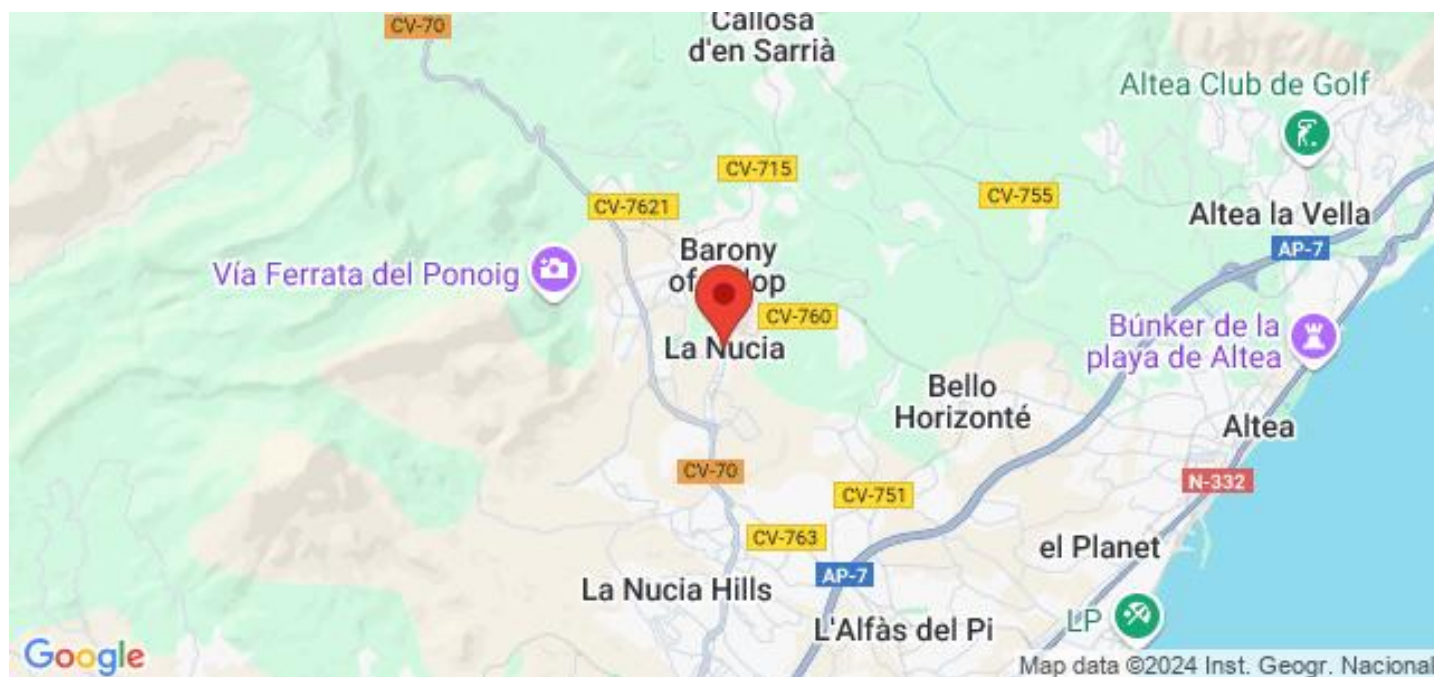 CV-70
Callosa
d'en Sarrià
Altea Club de Golf
CV-715
CV-755
CV-7621
Altea la Vella
AP-7
Barony
of
Vía Ferrata del Ponoig
CV-760
Búnker de la
playa de Altea
La Nucia
Bello
Horizonté
Altea
CV-70
N-332
CV-751
CV-763
el Planet
AP-7
La Nucia Hills
LP
L'Alfàs del Pi
Google
Map data ©2024 Inst. Geogr. Nacional